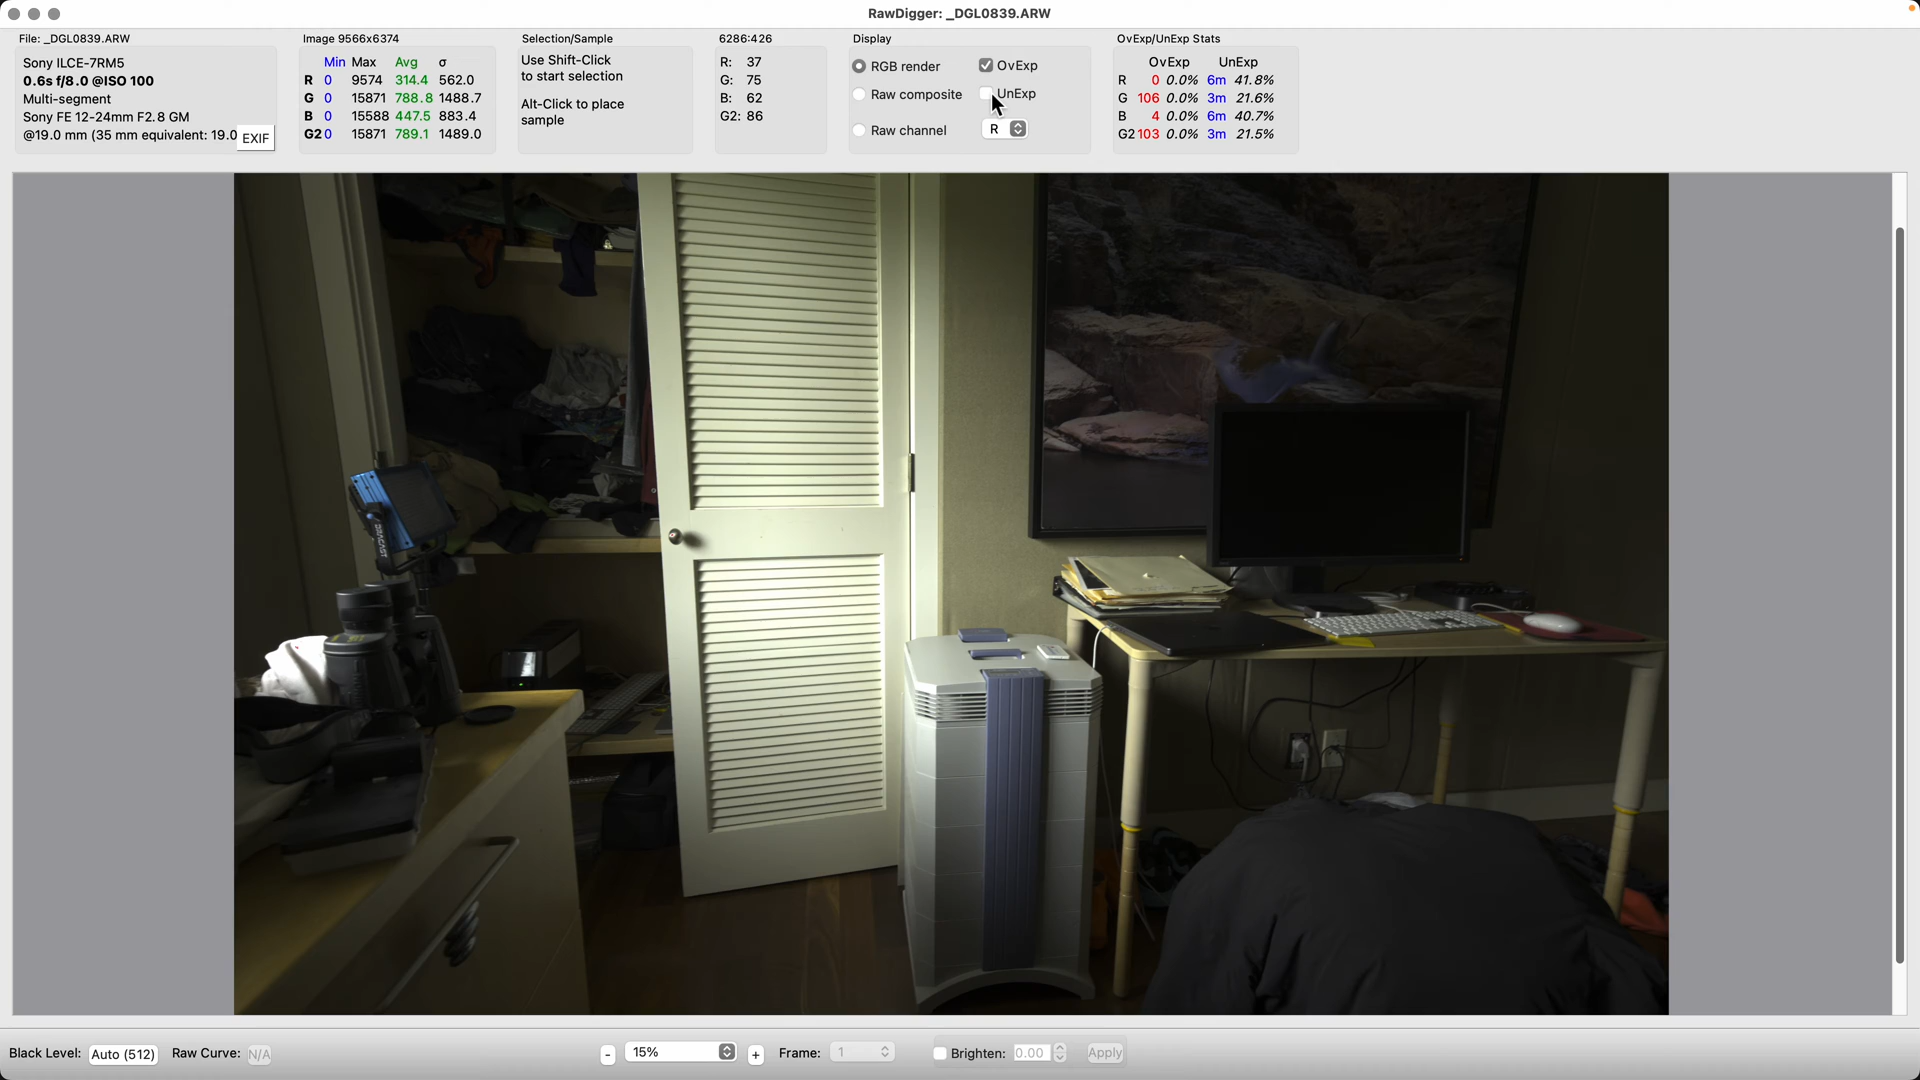 RawDigger: _DGL0839.ARW
File: _DGL0839.ARW
Sony ILCE-7RM5
0.6s f/8.0 @ISO 100
Multi-segment
Sony FE 12-24mm F2.8 GM
@19.0 mm (35 mm equivalent: 19.0
EXIF
Image 9566x6374
Min Max Avg σ
R 0 9574 314.4 562.0
G 0 15871 788.8 1488.7
B 0 15588 447.5 883.4
G2 0 15871 789.1 1489.0
Selection/Sample
Use Shift-Click
to start selection
Alt-Click to place
sample
6286:426
R: 37
G: 75
B: 62
G2: 86
Display
RGB render
OvExp
Raw composite
UnExp
Raw channel
R
OvExp/UnExp Stats
OvExp UnExp
R 0 0.0% 6m 41.8%
G 106 0.0% 3m 21.6%
B 4 0.0% 6m 40.7%
G2 103 0.0% 3m 21.5%
DRACAST
Black Level: Auto (512) Raw Curve: N/A
- 15% + Frame: 1 Brighten: 0.00 Apply